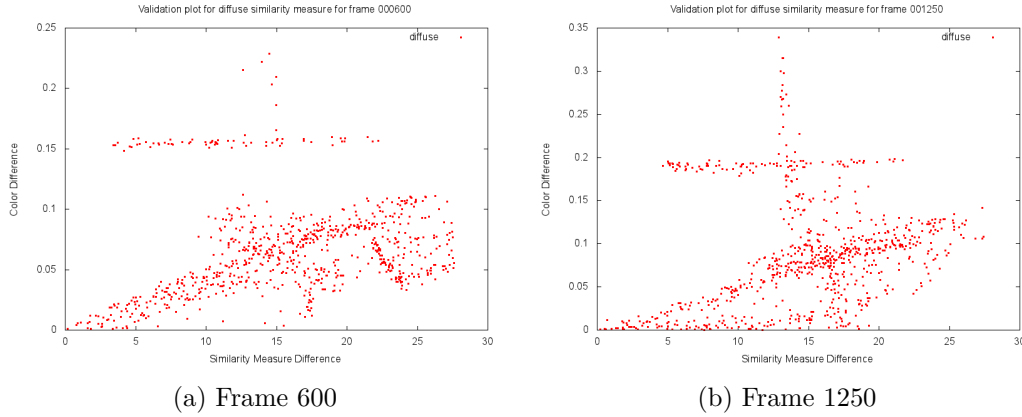 Validation plot for diffuse similarity measure for frame 000600
0.25
0.2
0.15
0.1
0.05
0
Color Difference
diffuse
0 5 10 15 20 25 30
Similarity Measure Difference
(a) Frame 600
Validation plot for diffuse similarity measure for frame 001250
0.35
0.3
0.25
0.2
0.15
0.1
0.05
0
Color Difference
diffuse
0 5 10 15 20 25 30
Similarity Measure Difference
(b) Frame 1250